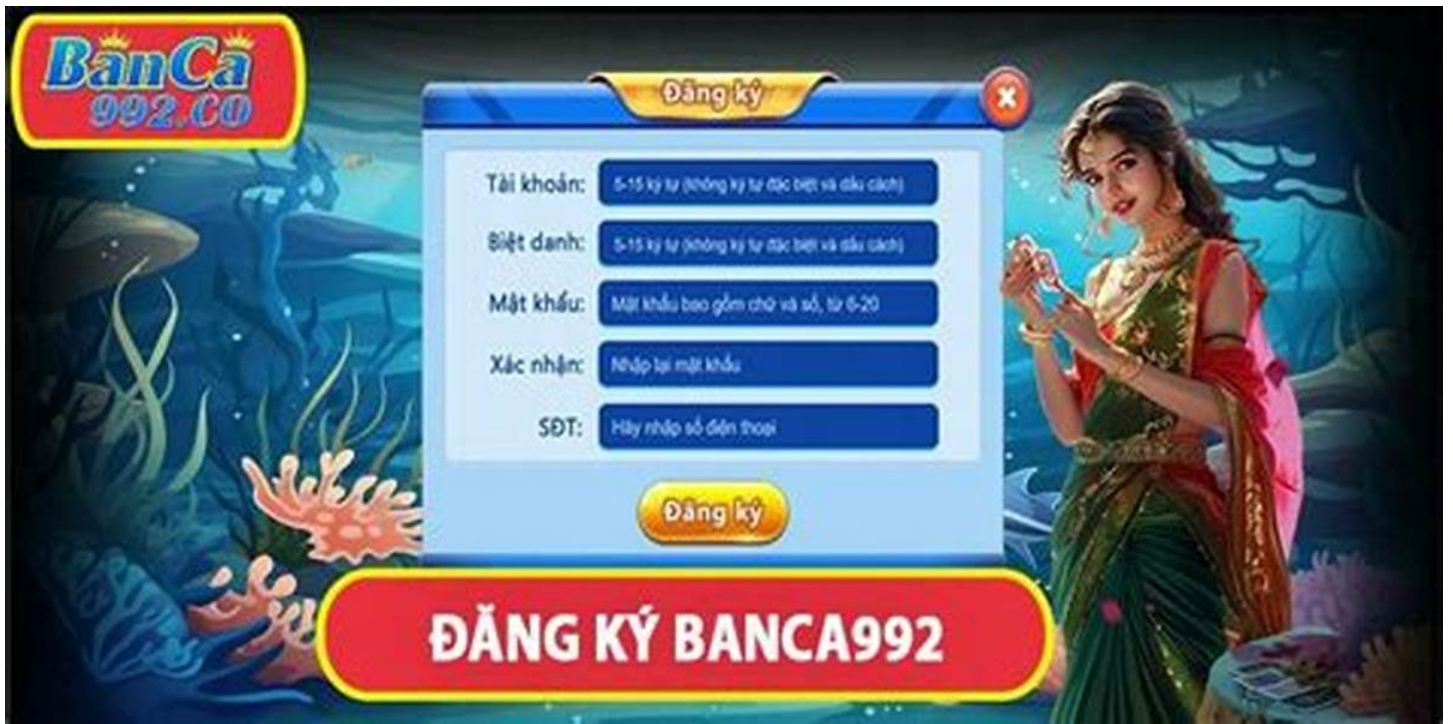 BanCa
992.CO
Đăng ký
Tài khoản: 5-15 ký tự (không ký tự đặc biệt và dấu cách)
Biệt danh: 5-15 ký tự (không ký tự đặc biệt và dấu cách)
Mật khẩu: Mật khẩu bao gồm chữ và số, từ 6-20
Xác nhận: Nhập lại mật khẩu
SĐT: Hãy nhập số điện thoại
Đăng ký
ĐĂNG KÝ BANCA992